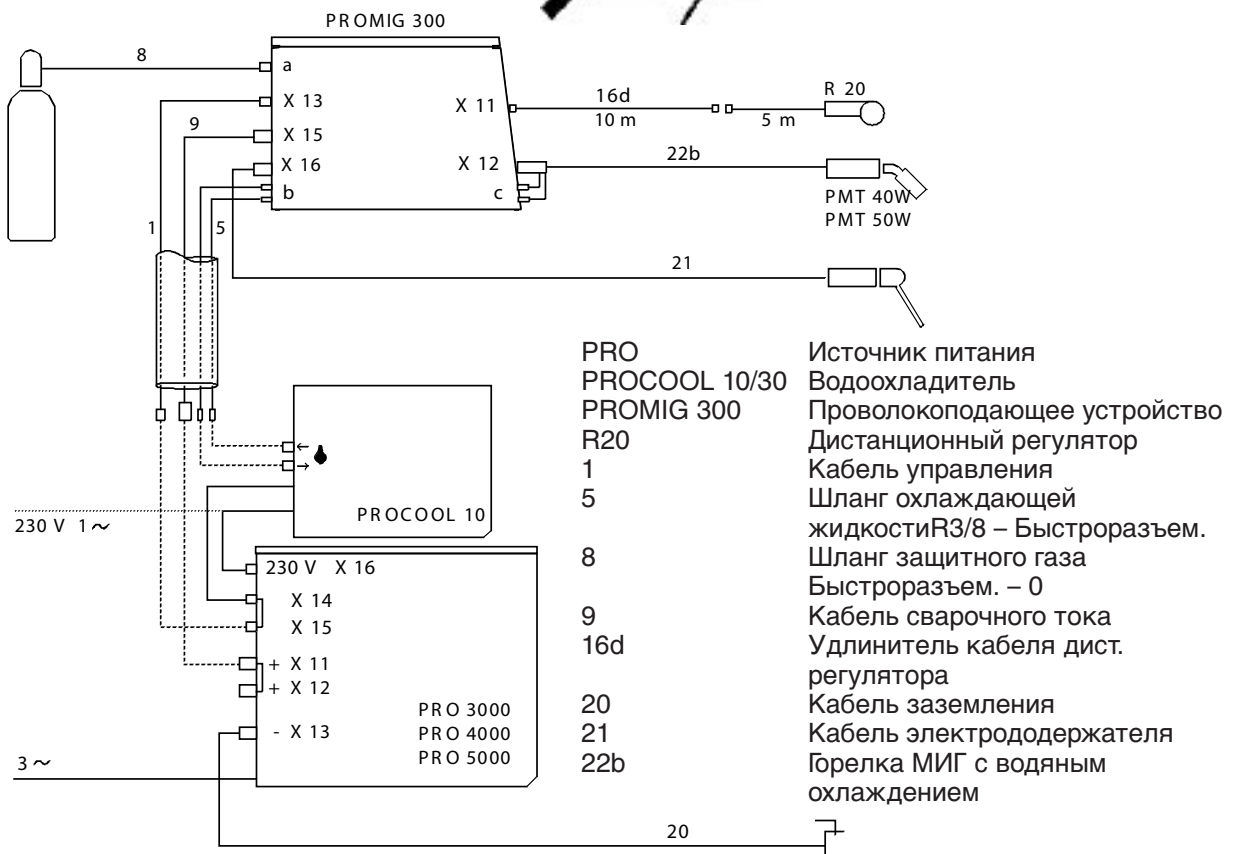 PROMIG 300
8
a
X 13
X 11
16d
10 m
5 m
R 20
9
X 15
22b
X 16
X 12
b
c
PMT 40W
PMT 50W
1
5
21
PRO Источник питания
PROCOOL 10/30 Водоохладитель
PROMIG 300 Проволокоподающее устройство
R20 Дистанционный регулятор
1 Кабель управления
5 Шланг охлаждающей
жидкостиR3/8 – Быстроразъем.
8 Шланг защитного газа
Быстроразъем. – 0
9 Кабель сварочного тока
16d Удлинитель кабеля дист.
регулятора
20 Кабель заземления
21 Кабель электрододержателя
22b Горелка МИГ с водяным
охлаждением
←
→
PROCOOL 10
230 V 1~
230 V X 16
X 14
X 15
+ X 11
+ X 12
- X 13
PRO 3000
PRO 4000
PRO 5000
3~
20